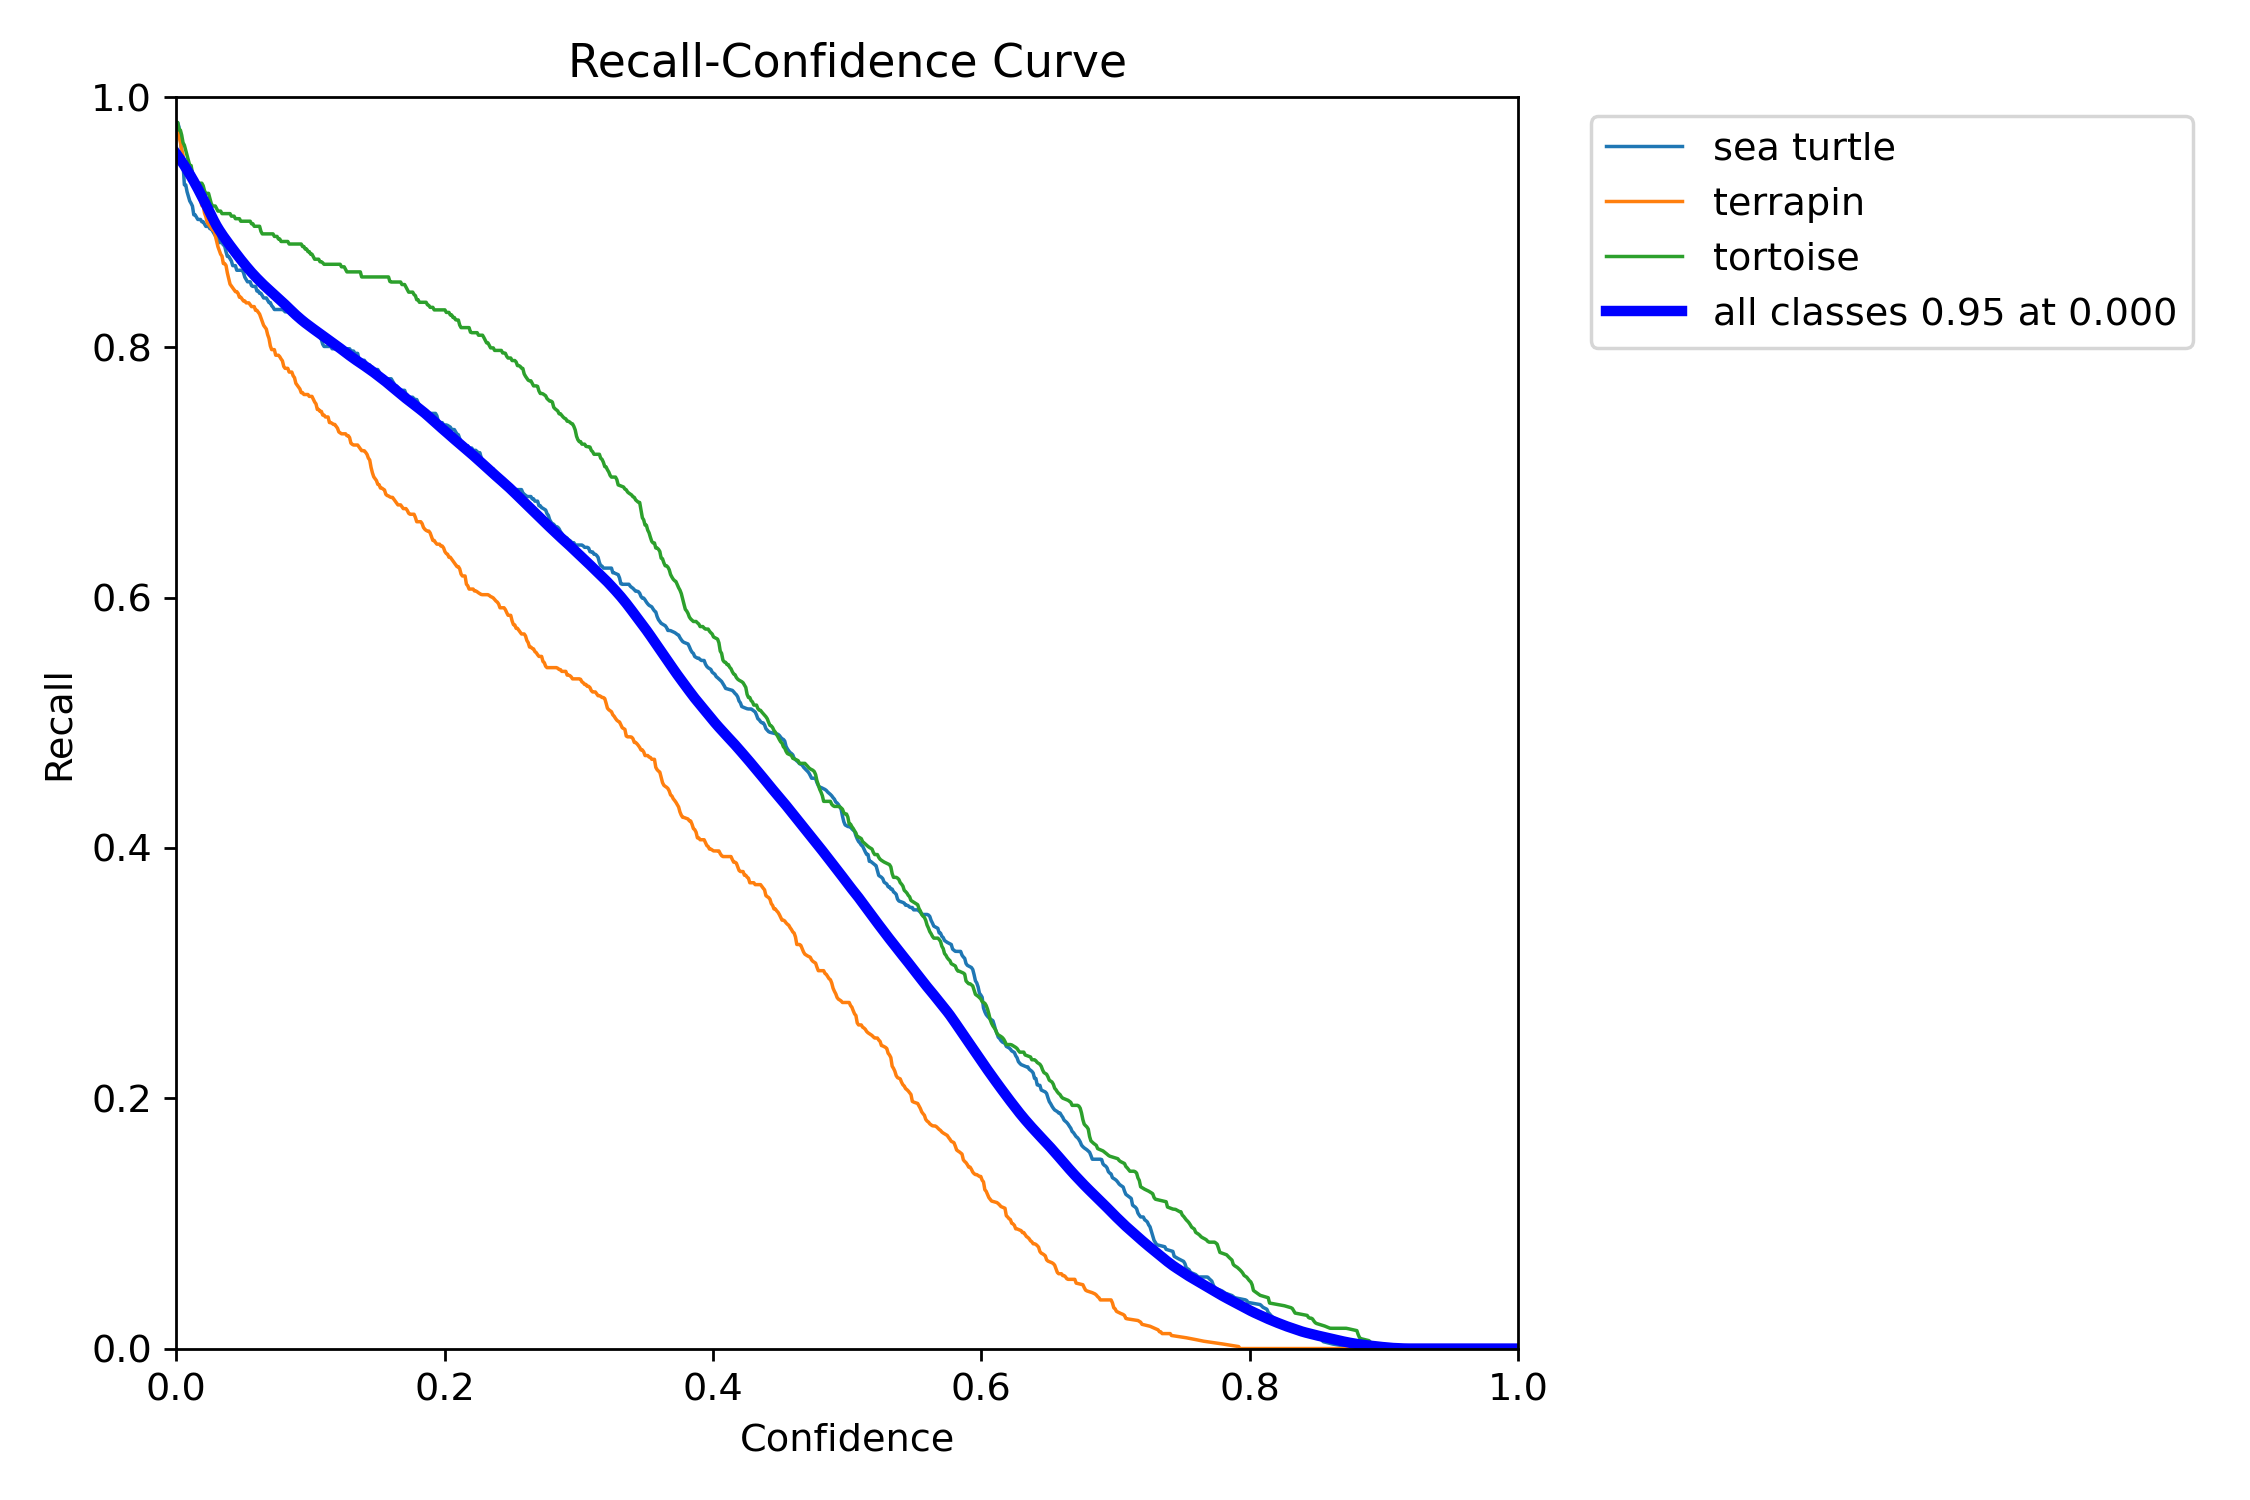 Recall-Confidence Curve
1.0
0.8
0.6
0.4
0.2
0.0
Recall
0.0 0.2 0.4 0.6 0.8 1.0
Confidence
sea turtle
terrapin
tortoise
all classes 0.95 at 0.000